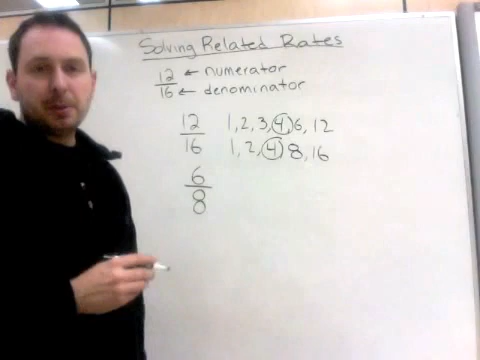 Solving Related Rates
12 ← numerator
16 ← denominator
12 1, 2, 3, 4, 6, 12
16 1, 2, 4, 8, 16
6
8